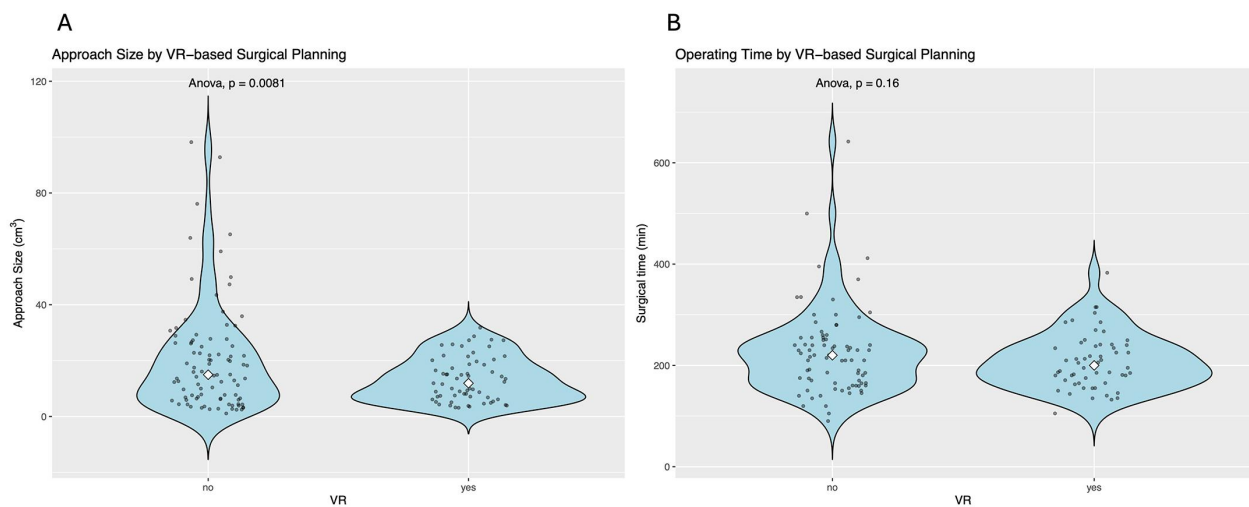 A
Approach Size by VR−based Surgical Planning
Anova, p = 0.0081
120
80
40
0
Approach Size (cm³)
no
yes
VR
B
Operating Time by VR−based Surgical Planning
Anova, p = 0.16
600
400
200
0
Surgical time (min)
no
yes
VR